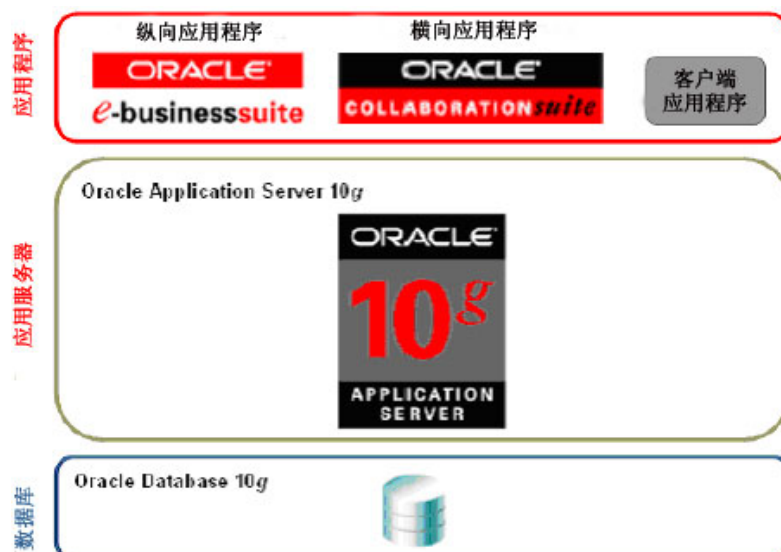 应用程序
纵向应用程序
ORACLE
e-businesssuite
横向应用程序
ORACLE
COLLABORATIONsuite
客户端
应用程序
应用服务器
Oracle Application Server 10g
ORACLE
10g
APPLICATION
SERVER
数据库
Oracle Database 10g